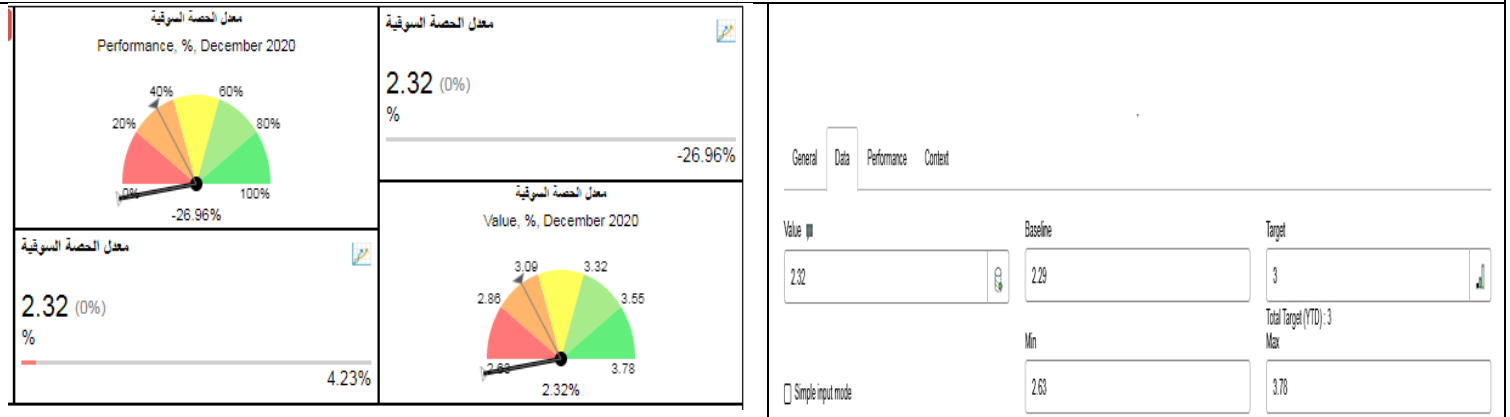 معدل الحصة السوقية
Performance, %, December 2020
40%
60%
20%
80%
0%
100%
-26.96%
معدل الحصة السوقية
2.32 (0%)
%
-26.96%
معدل الحصة السوقية
2.32 (0%)
%
4.23%
معدل الحصة السوقية
Value, %, December 2020
3.09
3.32
2.86
3.55
2.63
3.78
2.32%
General Data Performance Context
Value Baseline Target
2.32 2.29 3
Total Target (YTD) : 3
Min Max
Simple input mode 2.63 3.78